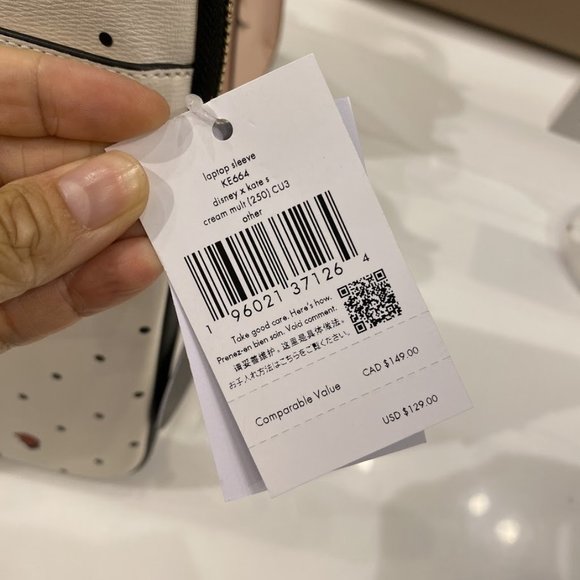 laptop sleeve
KE664
disney x kate s
cream mulr (250) CU3
other
1 96021 37126 4
Take good care. Here's how.
Prenez-en bien soin. Void comment.
请妥善维护。这里是具体做法。
お手入れ方法はこちらをご覧ください。
Comparable Value
CAD $149.00
USD $129.00